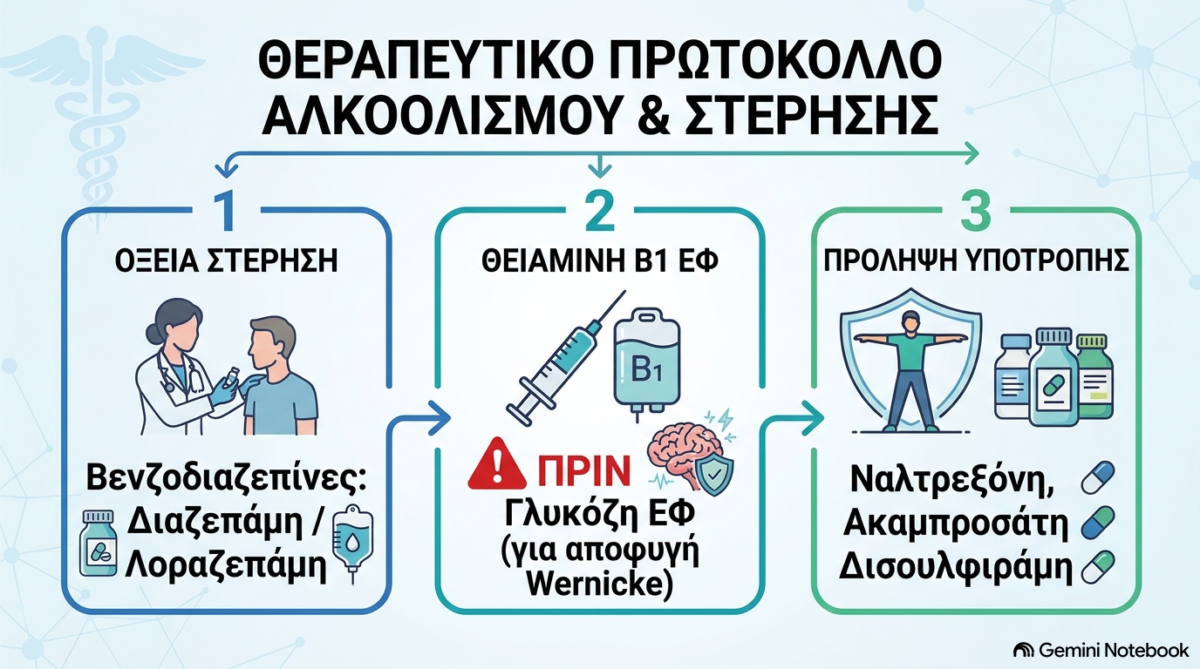 ΘΕΡΑΠΕΥΤΙΚΟ ΠΡΩΤΟΚΟΛΛΟ
ΑΛΚΟΟΛΙΣΜΟΥ & ΣΤΕΡΗΣΗΣ
1
ΟΞΕΙΑ ΣΤΕΡΗΣΗ
Βενζοδιαζεπίνες:
Διαζεπάμη /
Λοραζεπάμη
2
ΘΕΙΑΜΙΝΗ Β1 ΕΦ
B1
ΠΡΙΝ
Γλυκόζη ΕΦ
(για αποφυγή
Wernicke)
3
ΠΡΟΛΗΨΗ ΥΠΟΤΡΟΠΗΣ
Ναλτρεξόνη,
Ακαμπροσάτη
Δισουλφιράμη
Gemini Notebook